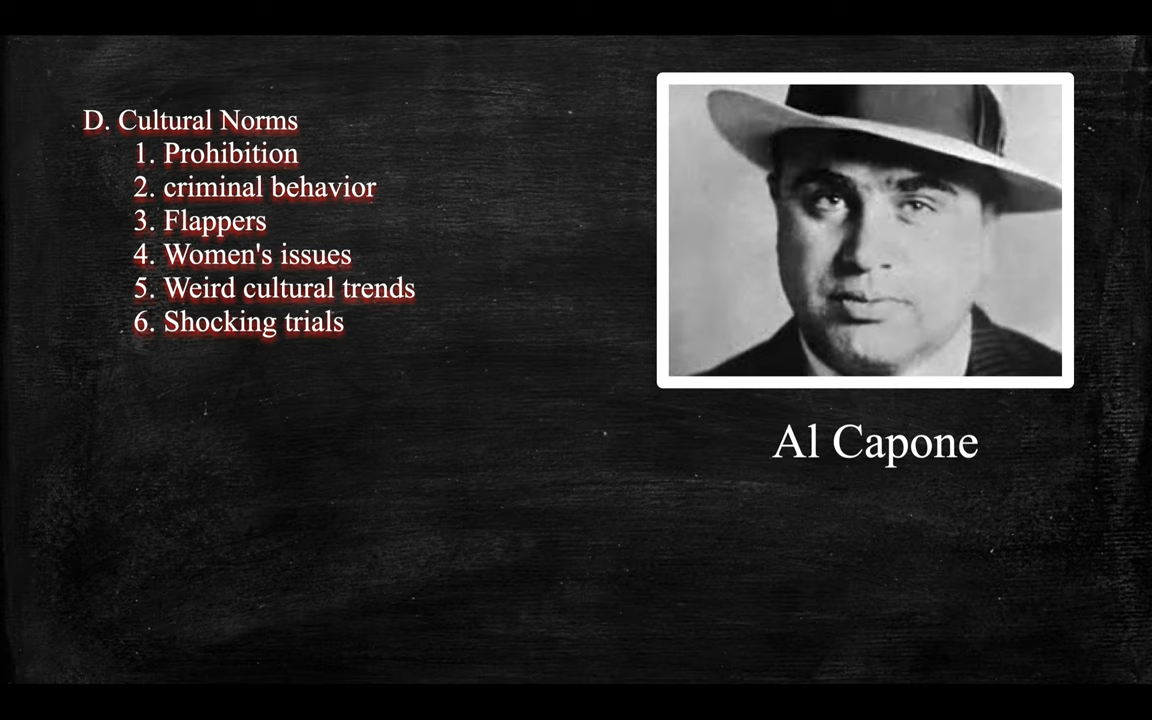 D. Cultural Norms
1. Prohibition
2. criminal behavior
3. Flappers
4. Women's issues
5. Weird cultural trends
6. Shocking trials
Al Capone